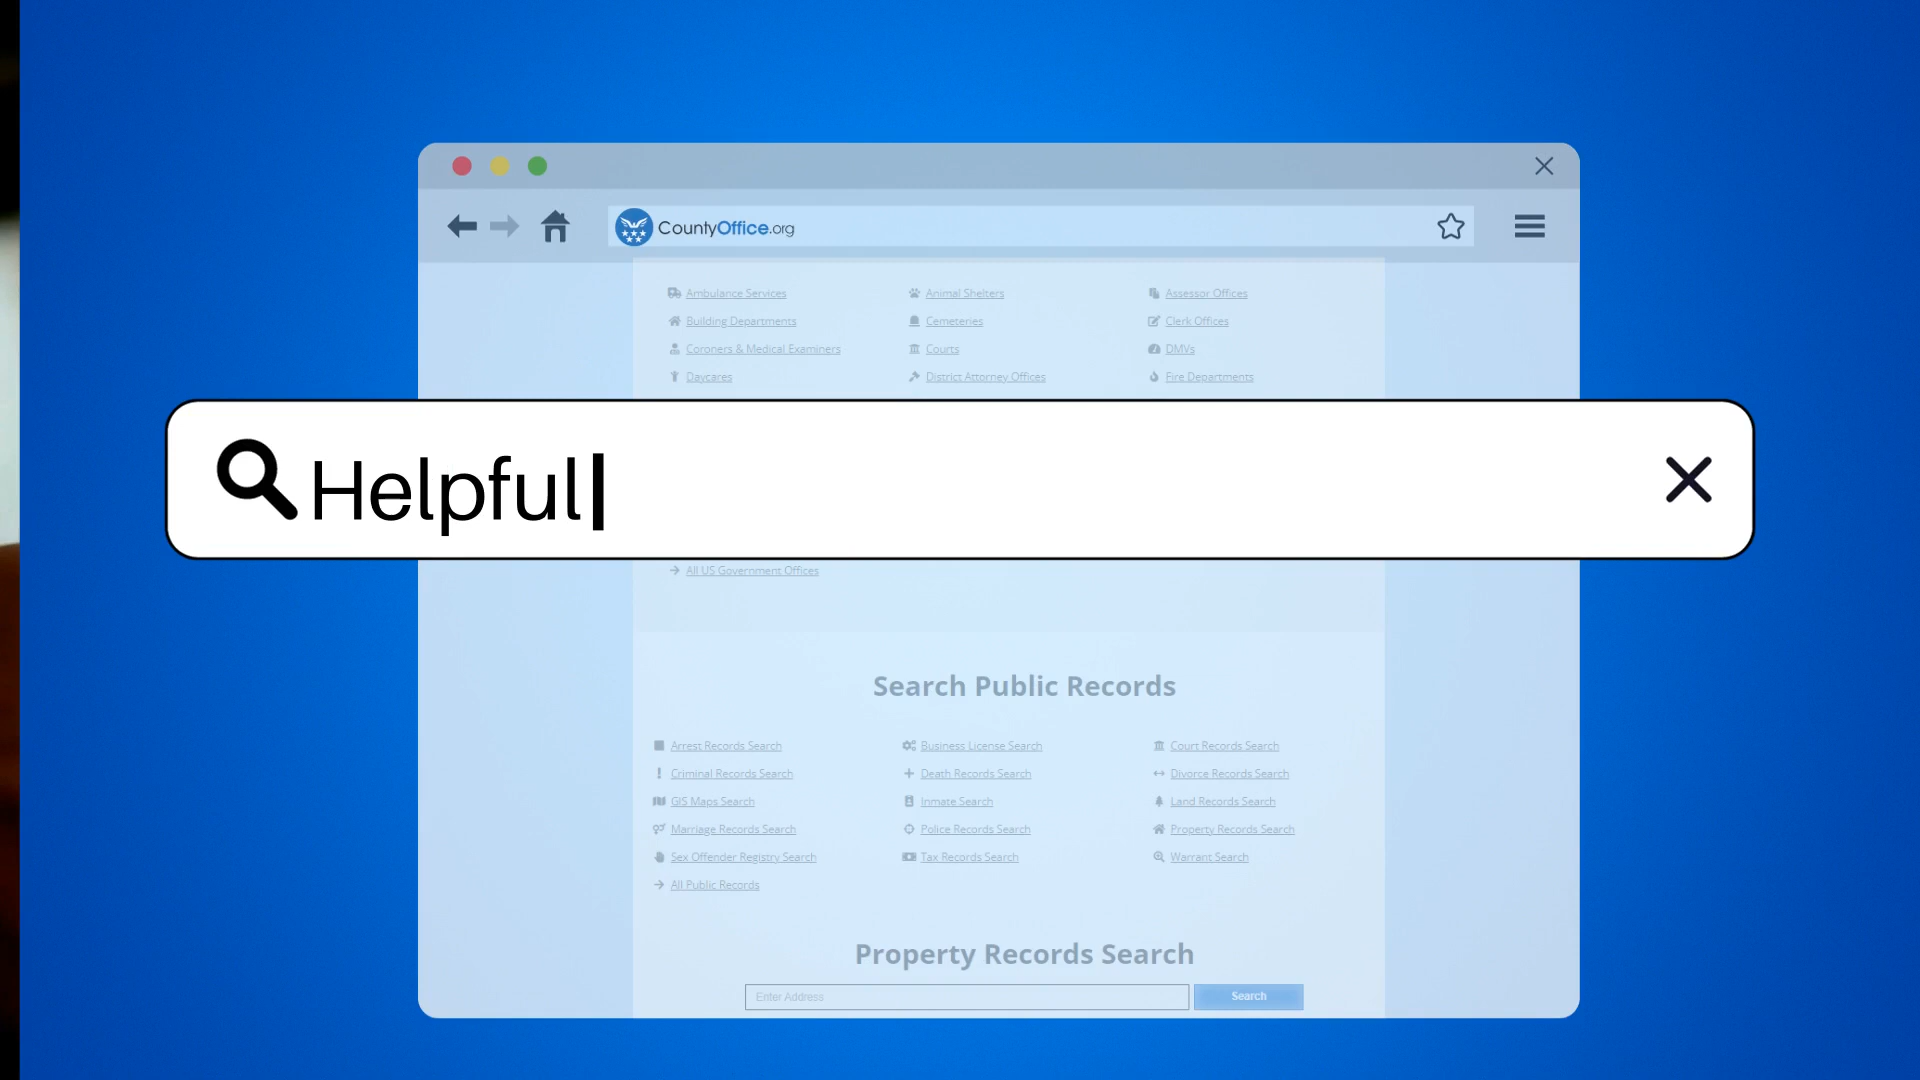 CountyOffice.org
Ambulance Services Animal Shelters Assessor Offices
Building Departments Cemeteries Clerk Offices
Coroners & Medical Examiners Courts DMVs
Daycares District Attorney Offices Fire Departments
Helpful
All US Government Offices
Search Public Records
Arrest Records Search Business License Search Court Records Search
Criminal Records Search Death Records Search Divorce Records Search
GIS Maps Search Inmate Search Land Records Search
Marriage Records Search Police Records Search Property Records Search
Sex Offender Registry Search Tax Records Search Warrant Search
All Public Records
Property Records Search
Enter Address Search